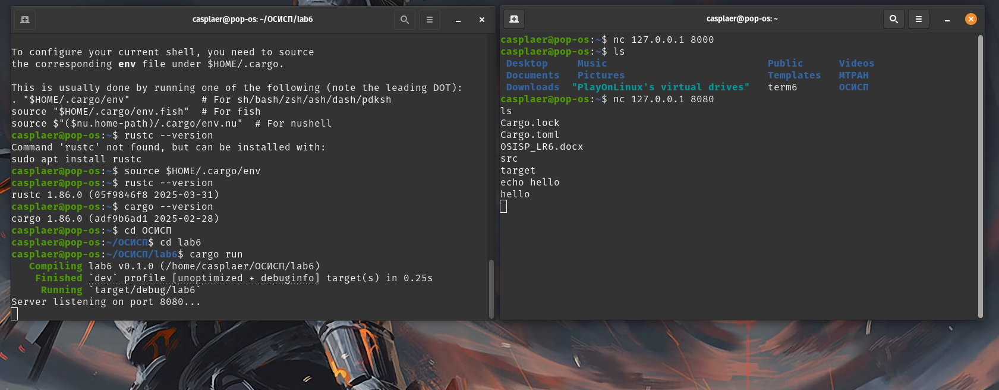 casplaer@pop-os: ~/ОСИСП/lab6
To configure your current shell, you need to source
the corresponding env file under $HOME/.cargo.
This is usually done by running one of the following (note the leading DOT):
. "$HOME/.cargo/env"            # For sh/bash/zsh/ash/dash/pdksh
source "$HOME/.cargo/env.fish"  # For fish
source $"($nu.home-path)/.cargo/env.nu"  # For nushell
casplaer@pop-os:~$ rustc --version
Command 'rustc' not found, but can be installed with:
sudo apt install rustc
casplaer@pop-os:~$ source $HOME/.cargo/env
casplaer@pop-os:~$ rustc --version
rustc 1.86.0 (05f9846f8 2025-03-31)
casplaer@pop-os:~$ cargo --version
cargo 1.86.0 (adf9b6ad1 2025-02-28)
casplaer@pop-os:~$ cd ОСИСП
casplaer@pop-os:~/ОСИСП$ cd lab6
casplaer@pop-os:~/ОСИСП/lab6$ cargo run
   Compiling lab6 v0.1.0 (/home/casplaer/ОСИСП/lab6)
    Finished `dev` profile [unoptimized + debuginfo] target(s) in 0.25s
     Running `target/debug/lab6`
Server listening on port 8080...
casplaer@pop-os: ~
casplaer@pop-os:~$ nc 127.0.0.1 8000
casplaer@pop-os:~$ ls
 Desktop     Music                           Public      Videos
 Documents   Pictures                        Templates   МТРАН
 Downloads  "PlayOnLinux's virtual drives"   term6       ОСИСП
casplaer@pop-os:~$ nc 127.0.0.1 8080
ls
Cargo.lock
Cargo.toml
OSISP_LR6.docx
src
target
echo hello
hello